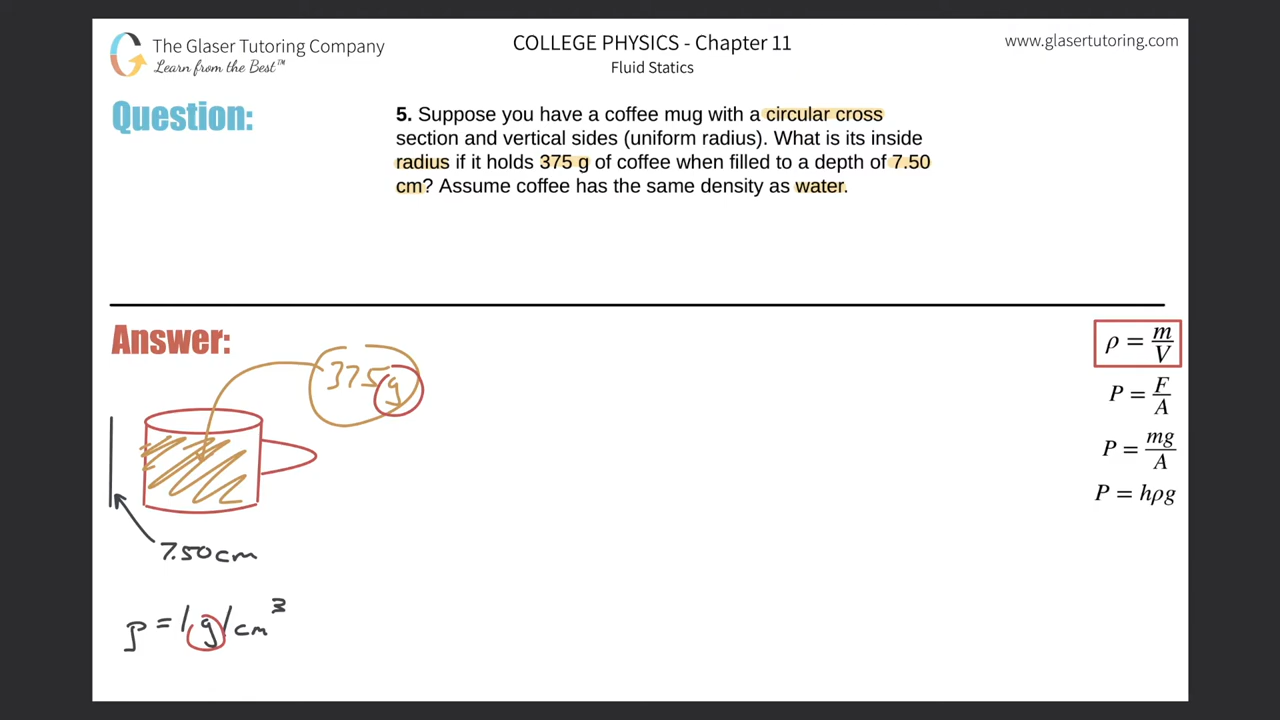 The Glaser Tutoring Company
Learn from the Best™
COLLEGE PHYSICS - Chapter 11
Fluid Statics
www.glasertutoring.com
Question:
5. Suppose you have a coffee mug with a circular cross
section and vertical sides (uniform radius). What is its inside
radius if it holds 375 g of coffee when filled to a depth of 7.50
cm? Assume coffee has the same density as water.
Answer:
375g
7.50cm
ρ = 1g/cm³
ρ = m/V
P = F/A
P = mg/A
P = hρg